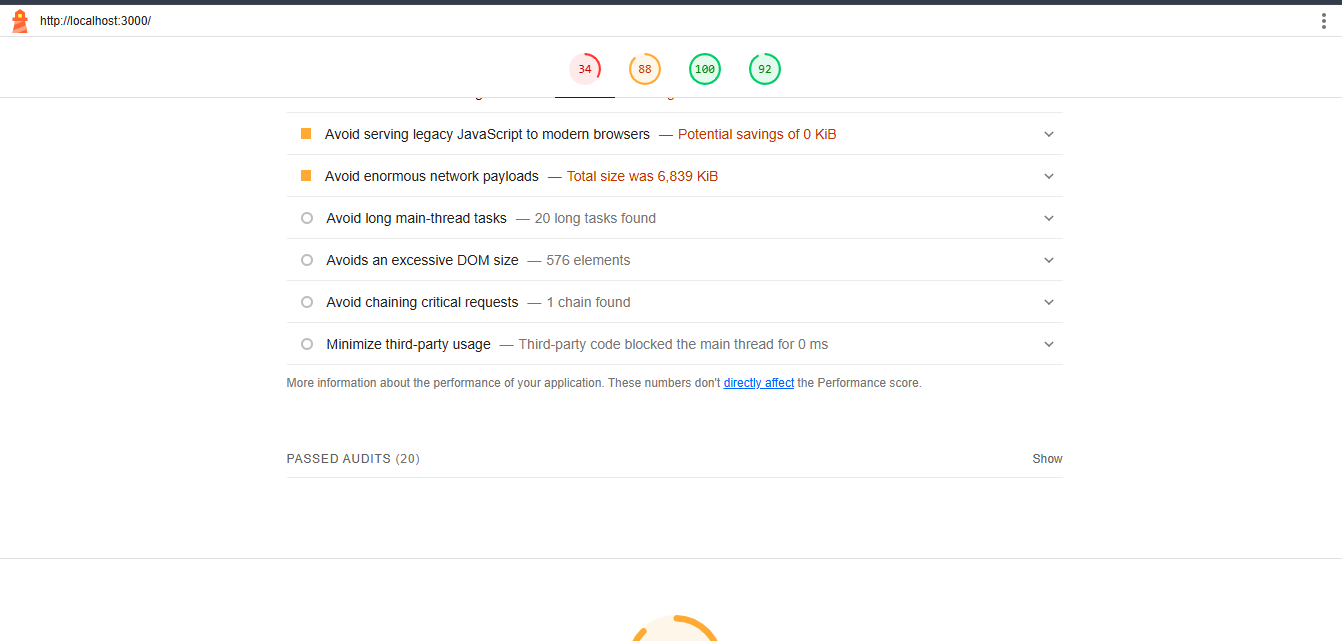 http://localhost:3000/
34 88 100 92
Avoid serving legacy JavaScript to modern browsers — Potential savings of 0 KiB
Avoid enormous network payloads — Total size was 6,839 KiB
Avoid long main-thread tasks — 20 long tasks found
Avoids an excessive DOM size — 576 elements
Avoid chaining critical requests — 1 chain found
Minimize third-party usage — Third-party code blocked the main thread for 0 ms
More information about the performance of your application. These numbers don't directly affect the Performance score.
PASSED AUDITS (20) Show